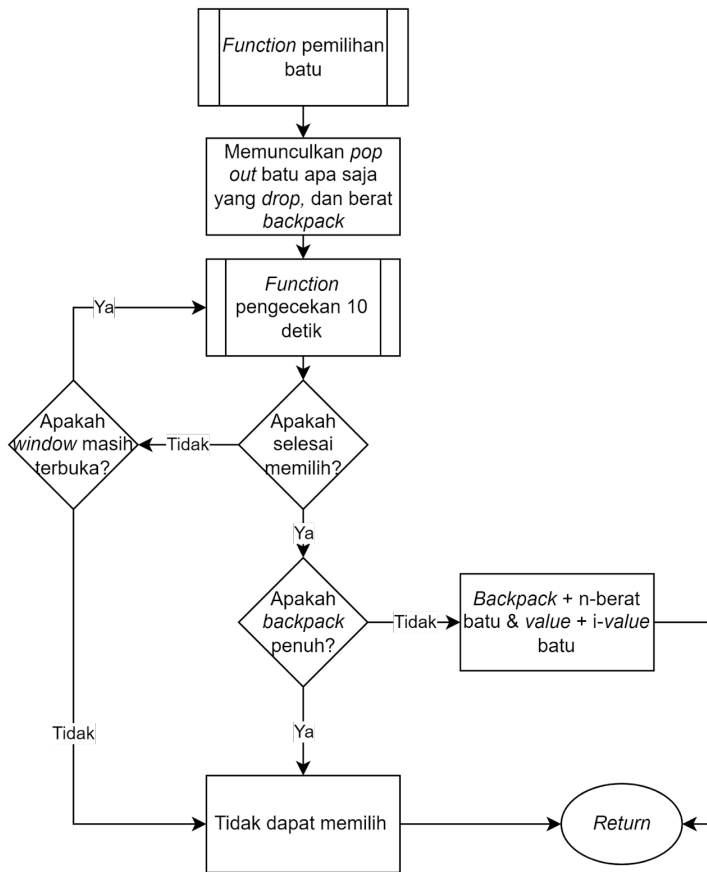 Function pemilihan
batu
Memunculkan pop
out batu apa saja
yang drop, dan berat
backpack
Function
pengecekan 10
detik
Ya
Apakah
window masih
terbuka?
Tidak
Apakah
selesai
memilih?
Ya
Apakah
backpack
penuh?
Tidak
Backpack + n-berat
batu & value + i-value
batu
Tidak
Ya
Tidak dapat memilih
Return